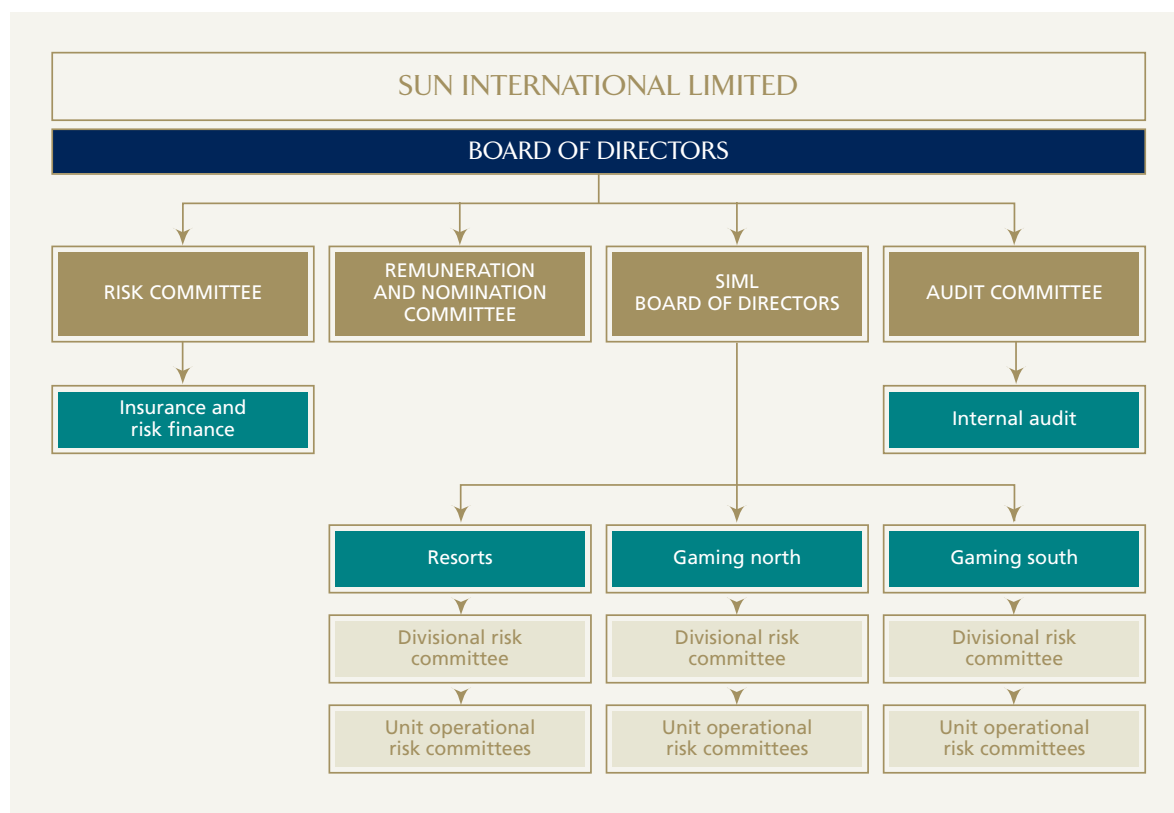 SUN INTERNATIONAL LIMITED
BOARD OF DIRECTORS
RISK COMMITTEE
REMUNERATION
AND NOMINATION
COMMITTEE
SIML
BOARD OF DIRECTORS
AUDIT COMMITTEE
Insurance and
risk finance
Internal audit
Resorts
Gaming north
Gaming south
Divisional risk
committee
Divisional risk
committee
Divisional risk
committee
Unit operational
risk committees
Unit operational
risk committees
Unit operational
risk committees